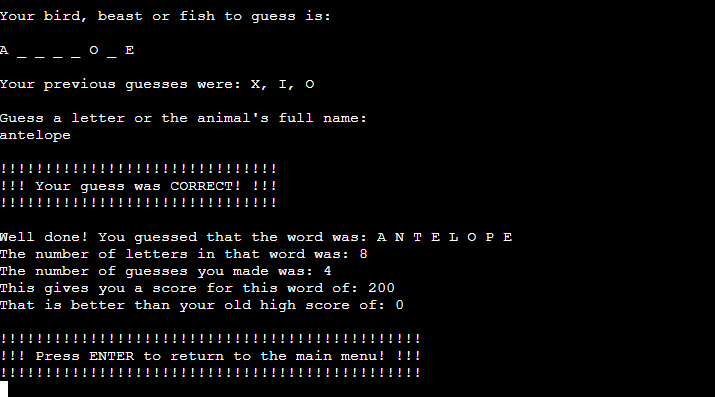 Your bird, beast or fish to guess is:
A _ _ _ _ O _ E
Your previous guesses were: X, I, O
Guess a letter or the animal's full name:
antelope
!!!!!!!!!!!!!!!!!!!!!!!!!!!!!!!
!!! Your guess was CORRECT! !!!
!!!!!!!!!!!!!!!!!!!!!!!!!!!!!!!
Well done! You guessed that the word was: A N T E L O P E
The number of letters in that word was: 8
The number of guesses you made was: 4
This gives you a score for this word of: 200
That is better than your old high score of: 0
!!!!!!!!!!!!!!!!!!!!!!!!!!!!!!!!!!!!!!!!!!!!!!!
!!! Press ENTER to return to the main menu! !!!
!!!!!!!!!!!!!!!!!!!!!!!!!!!!!!!!!!!!!!!!!!!!!!!